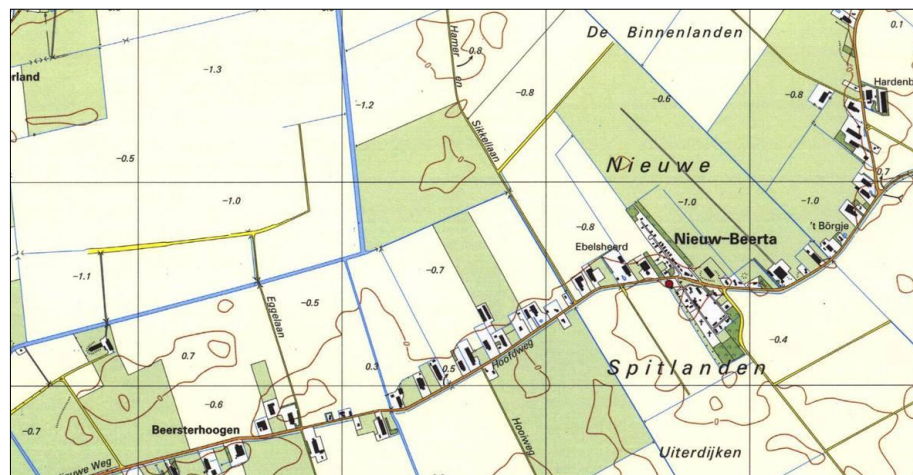 De Binnenlanden
0.1
Hamer en Sikkellaan
0.8
-1.3
erland
-1.2
-0.8
-0.6
-0.8
Hardenb
-0.5
Nieuwe
0.7
-1.0
-1.0
-1.0
't Börgje
-0.8
Nieuw-Beerta
Ebelsheerd
-1.1
-0.7
Eggelaan
-0.5
-0.4
0.7
Hoofdweg
0.3
0.5
Spitlanden
-0.6
Beersterhoogen
-0.7
Hooiweg
Uiterdijken
ieuwe Weg